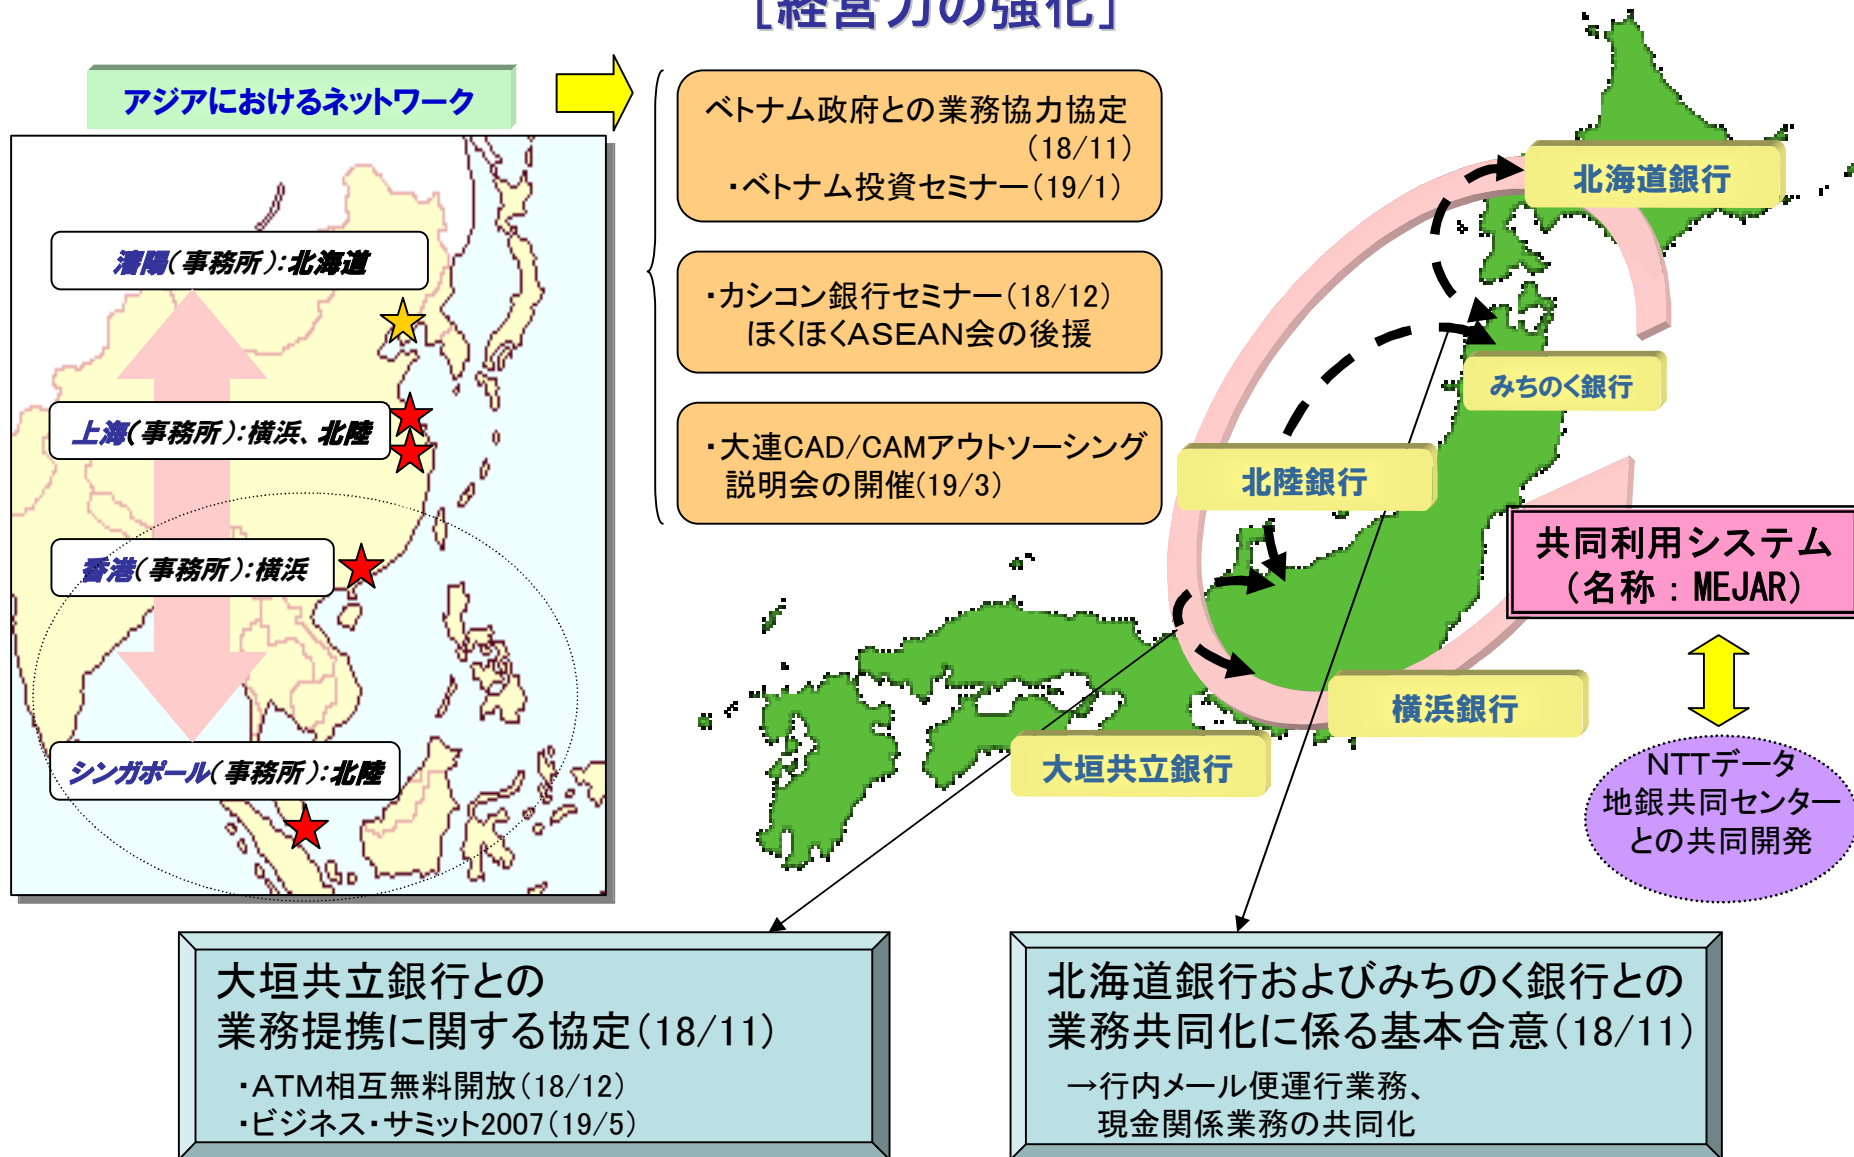 [経営力の強化]
アジアにおけるネットワーク
瀋陽(事務所):北海道
上海(事務所):横浜、北陸
香港(事務所):横浜
シンガポール(事務所):北陸
ベトナム政府との業務協力協定
(18/11)
・ベトナム投資セミナー(19/1)
・カシコン銀行セミナー(18/12)
ほくほくASEAN会の後援
・大連CAD/CAMアウトソーシング
説明会の開催(19/3)
北海道銀行
みちのく銀行
北陸銀行
横浜銀行
大垣共立銀行
共同利用システム
(名称:MEJAR)
NTTデータ
地銀共同センター
との共同開発
大垣共立銀行との
業務提携に関する協定(18/11)
・ATM相互無料開放(18/12)
・ビジネス・サミット2007(19/5)
北海道銀行およびみちのく銀行との
業務共同化に係る基本合意(18/11)
→行内メール便運行業務、
現金関係業務の共同化